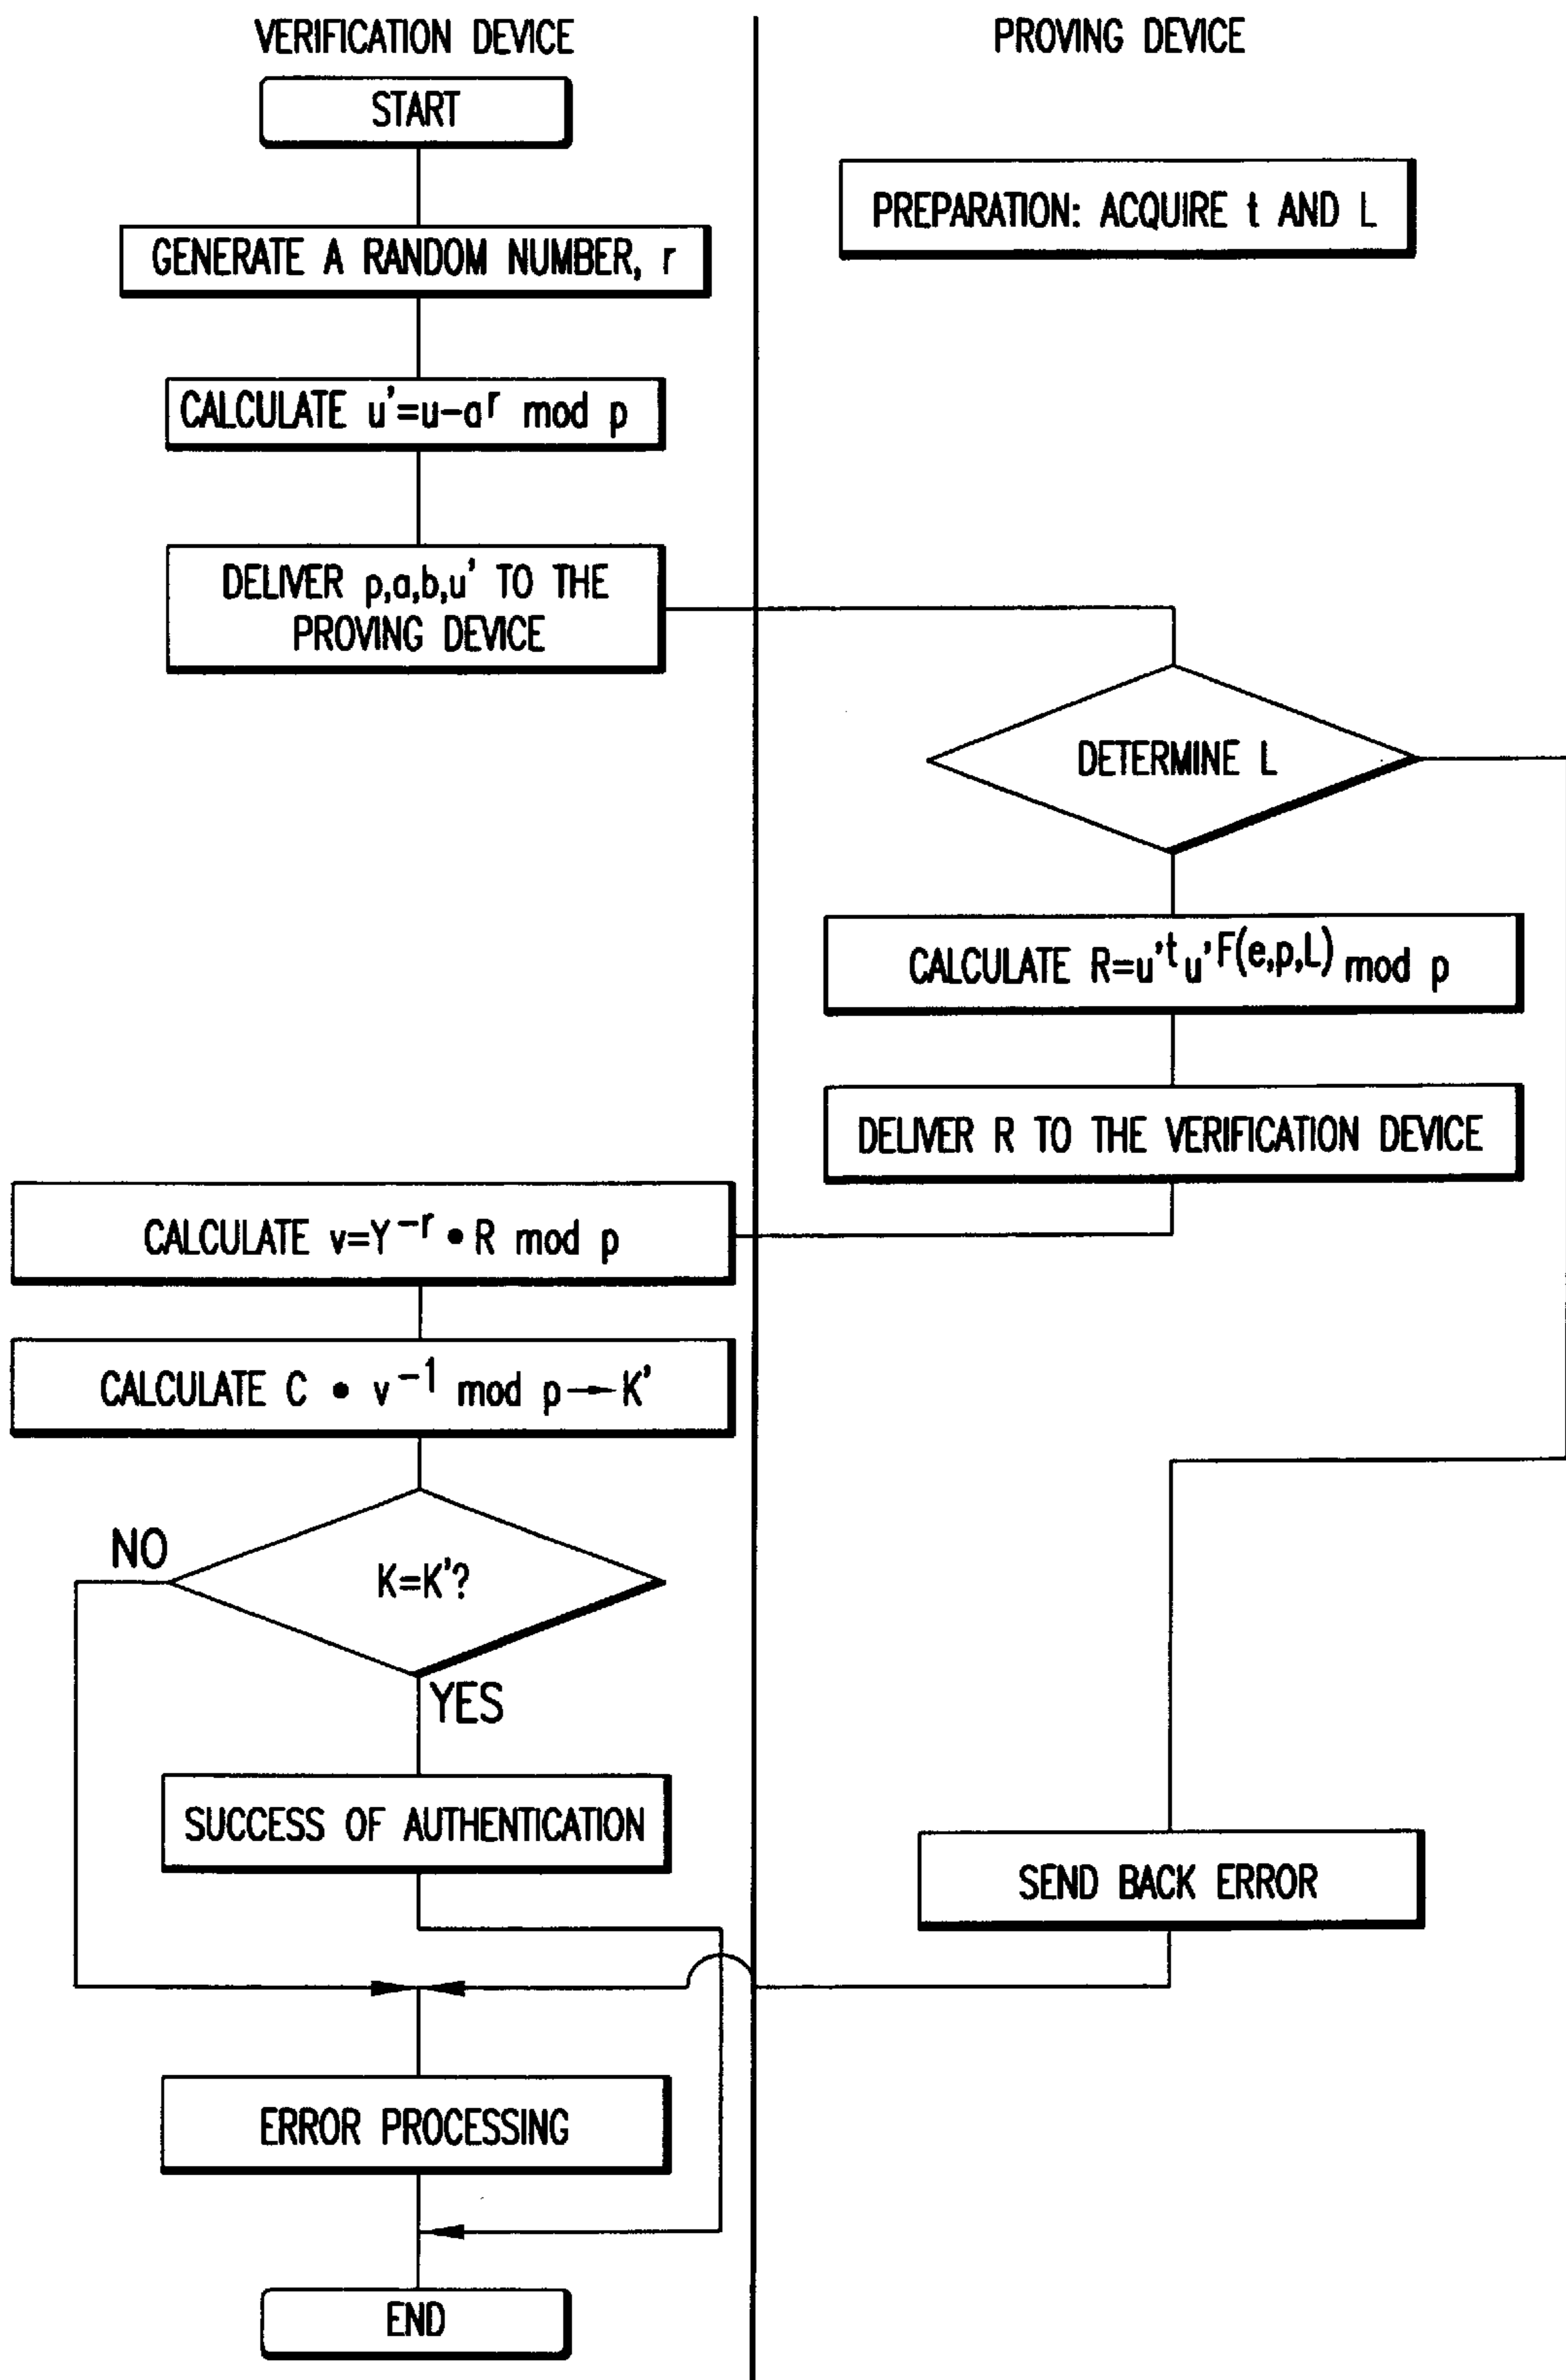 VERIFICATION DEVICE
PROVING DEVICE
START
PREPARATION: ACQUIRE t AND L
GENERATE A RANDOM NUMBER, r
CALCULATE u'=u-a^r mod p
DELIVER p,a,b,u' TO THE
PROVING DEVICE
DETERMINE L
CALCULATE R=u'^t u'^F(e,p,L) mod p
DELIVER R TO THE VERIFICATION DEVICE
CALCULATE v=Y^-r • R mod p
CALCULATE C • v^-1 mod p → K'
NO
K=K'?
YES
SUCCESS OF AUTHENTICATION
SEND BACK ERROR
ERROR PROCESSING
END